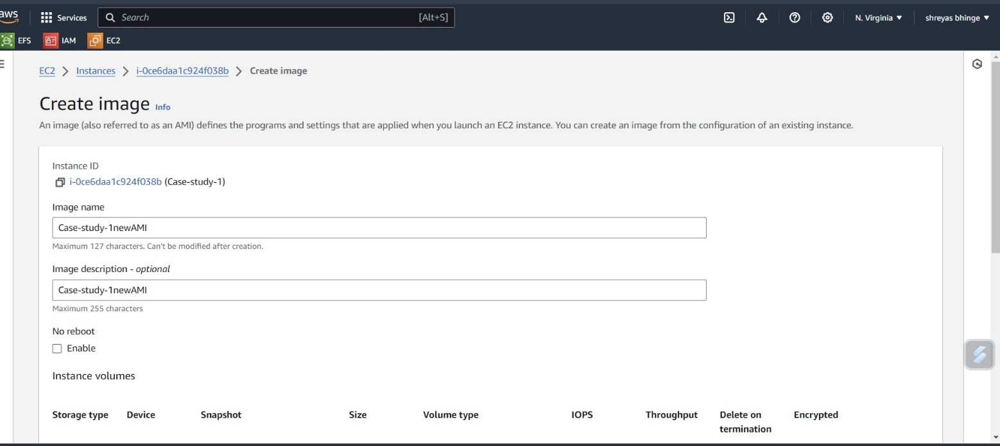 aws Services Search [Alt+S] N. Virginia shreyas bhinge
EFS IAM EC2
EC2 Instances i-0ce6daa1c924f038b Create image
Create image Info
An image (also referred to as an AMI) defines the programs and settings that are applied when you launch an EC2 instance. You can create an image from the configuration of an existing instance.
Instance ID
i-0ce6daa1c924f038b (Case-study-1)
Image name
Case-study-1newAMI
Maximum 127 characters. Can't be modified after creation.
Image description - optional
Case-study-1newAMI
Maximum 255 characters
No reboot
Enable
Instance volumes
Storage type Device Snapshot Size Volume type IOPS Throughput Delete on termination Encrypted